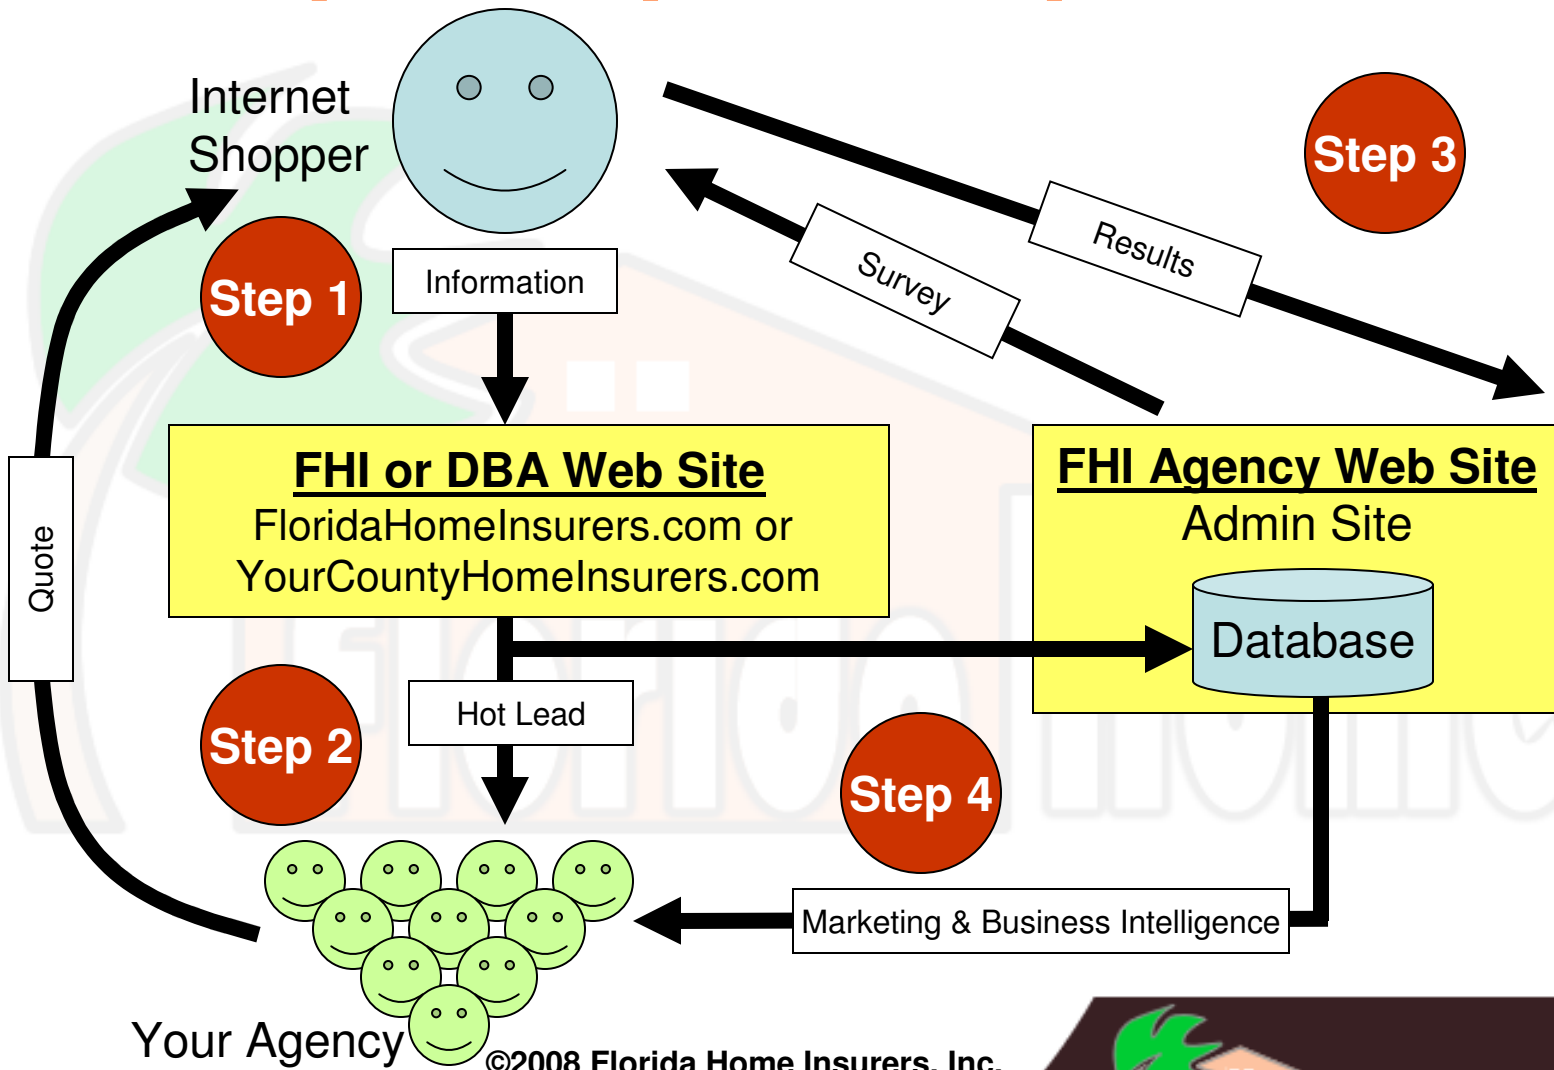 Internet
Shopper
Step 3
Results
Survey
Step 1
Information
FHI or DBA Web Site
FloridaHomeInsurers.com or
YourCountyHomeInsurers.com
FHI Agency Web Site
Admin Site
Database
Quote
Step 2
Hot Lead
Step 4
Marketing & Business Intelligence
Your Agency
©2008 Florida Home Insurers, Inc.
Florida Home